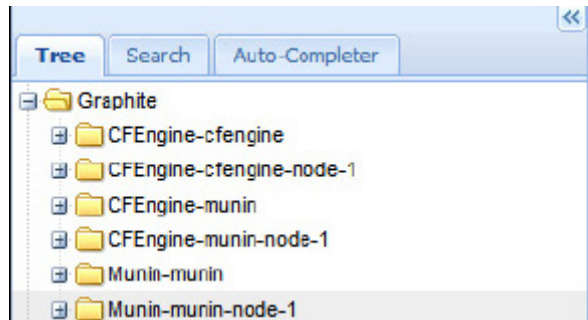 Tree Search Auto-Completer
Graphite
CFEngine-cfengine
CFEngine-cfengine-node-1
CFEngine-munin
CFEngine-munin-node-1
Munin-munin
Munin-munin-node-1